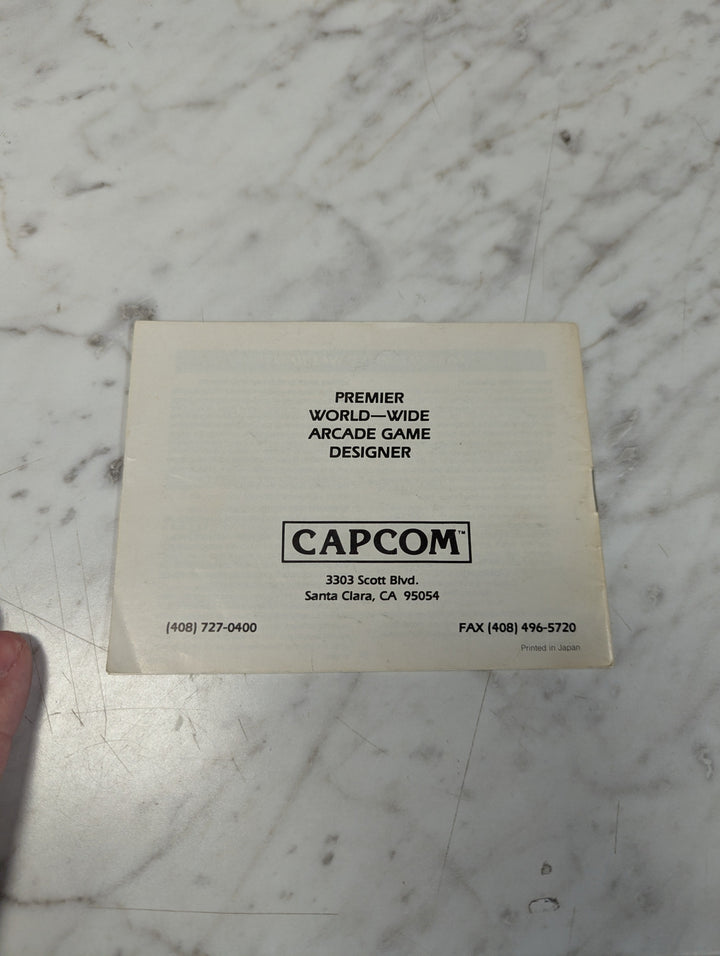 PREMIER
WORLD—WIDE
ARCADE GAME
DESIGNER
CAPCOM™
3303 Scott Blvd.
Santa Clara, CA 95054
(408) 727-0400 FAX (408) 496-5720
Printed in Japan